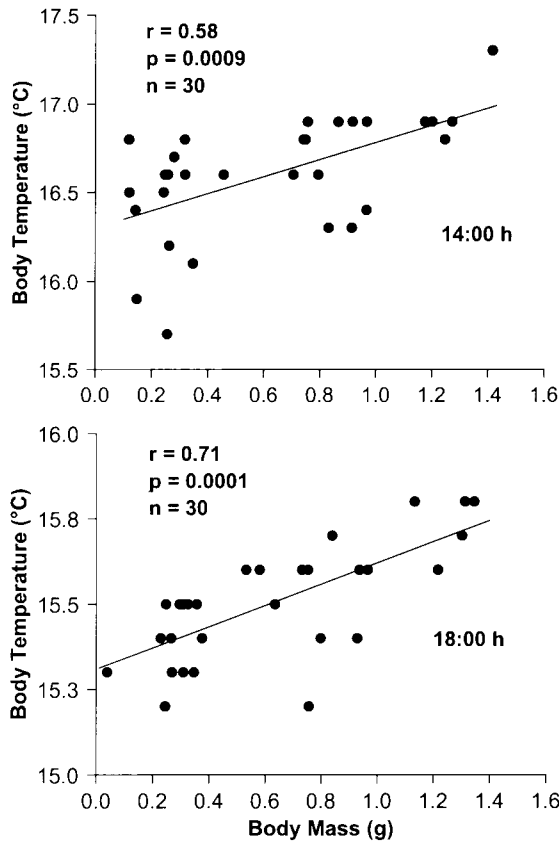 17.5
r = 0.58
p = 0.0009
n = 30
17.0
16.5
16.0
15.5
Body Temperature (°C)
14:00 h
0.0 0.2 0.4 0.6 0.8 1.0 1.2 1.4 1.6
16.0
r = 0.71
p = 0.0001
n = 30
15.8
15.5
15.3
15.0
Body Temperature (°C)
18:00 h
0.0 0.2 0.4 0.6 0.8 1.0 1.2 1.4 1.6
Body Mass (g)